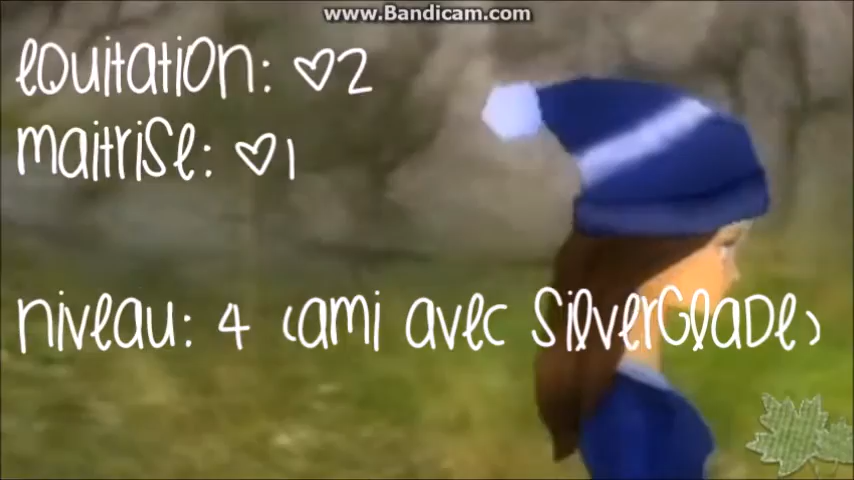 www.Bandicam.com
equitation: ♡2
maitrise: ♡1
niveau: 4 (ami avec silverglade)